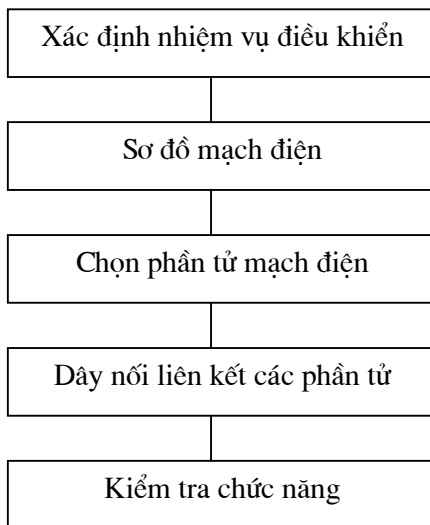 Xác định nhiệm vụ điều khiển
Sơ đồ mạch điện
Chọn phần tử mạch điện
Dây nối liên kết các phần tử
Kiểm tra chức năng